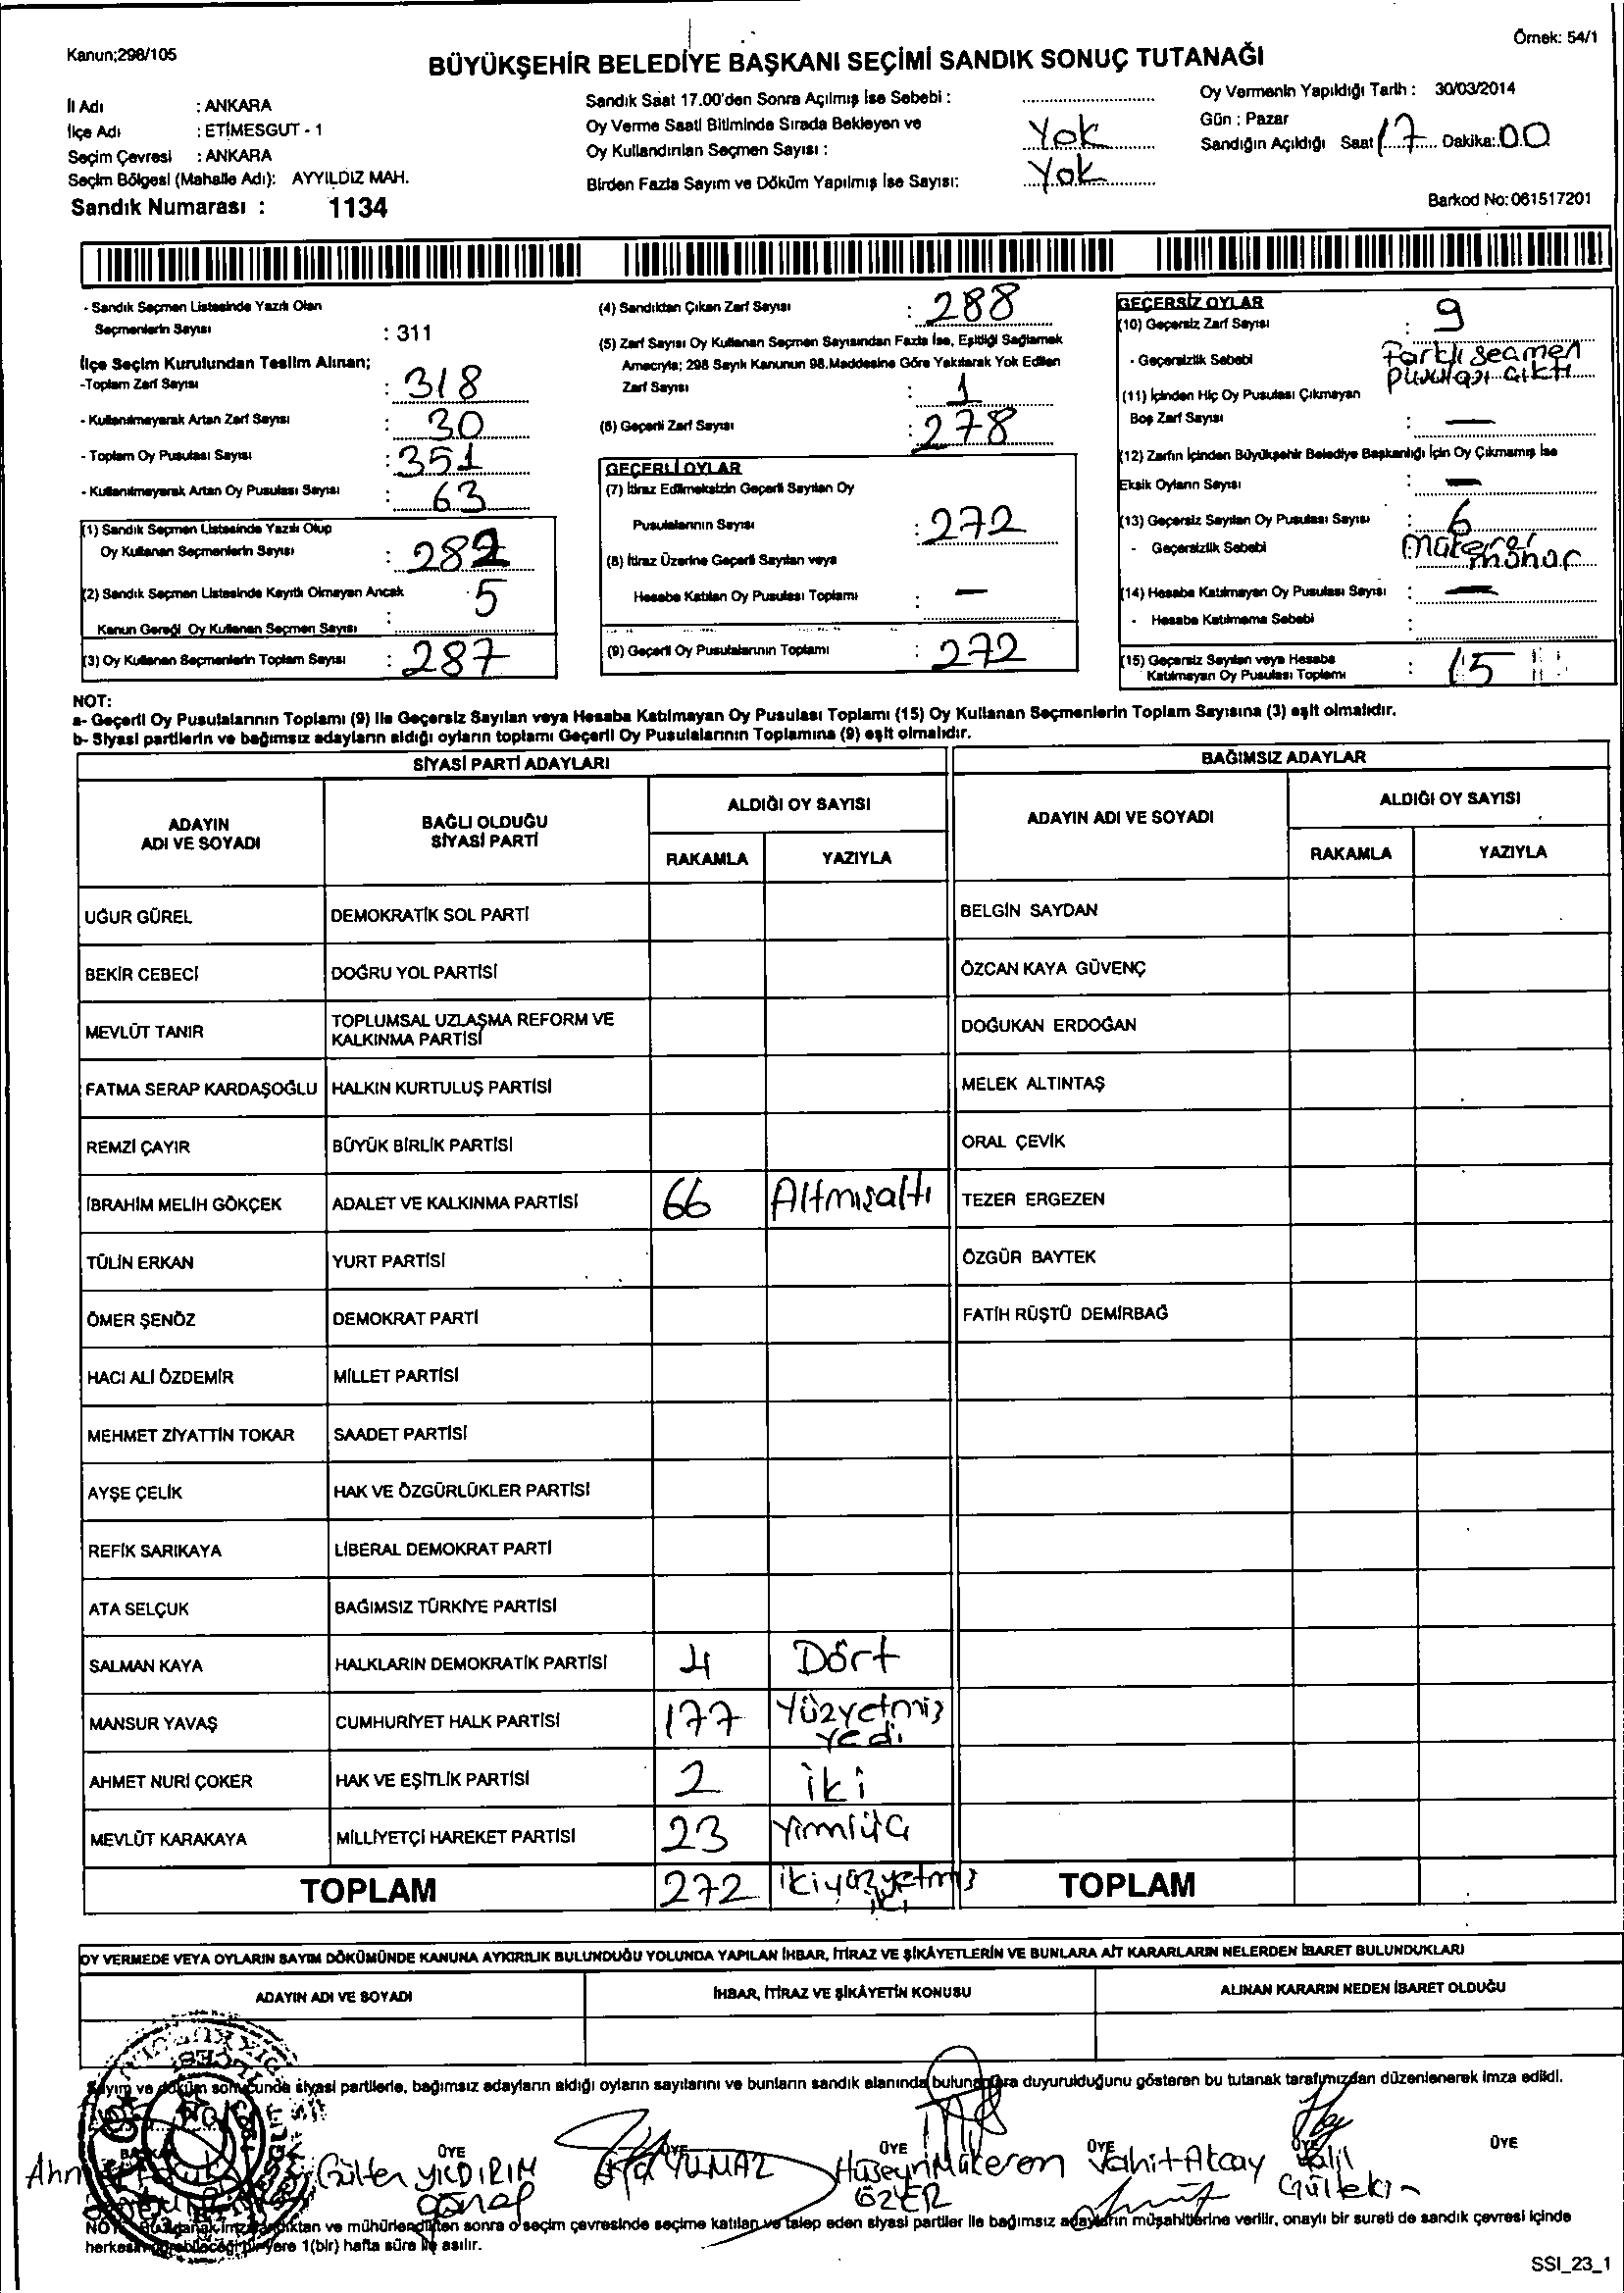 Kanun;298/105
Örnek: 54/1
BÜYÜKŞEHİR BELEDİYE BAŞKANI SEÇİMİ SANDIK SONUÇ TUTANAĞI
İl Adı : ANKARA
İlçe Adı : ETİMESGUT - 1
Seçim Çevresi : ANKARA
Seçim Bölgesi (Mahalle Adı): AYYILDIZ MAH.
Sandık Numarası : 1134
Sandık Saat 17.00'den Sonra Açılmış İse Sebebi :
Oy Verme Saati Bitiminde Sırada Bekleyen ve
Oy Kullandırılan Seçmen Sayısı : Yok
Birden Fazla Sayım ve Döküm Yapılmış İse Sayısı: Yok
Oy Vermenin Yapıldığı Tarih : 30/03/2014
Gün : Pazar
Sandığın Açıldığı Saat 17 Dakika: 00
Barkod No: 061517201
- Sandık Seçmen Listesinde Yazılı Olan
Seçmenlerin Sayısı : 311
İlçe Seçim Kurulundan Teslim Alınan;
-Toplam Zarf Sayısı : 318
- Kullanılmayarak Artan Zarf Sayısı : 30
- Toplam Oy Pusulası Sayısı : 351
- Kullanılmayarak Artan Oy Pusulası Sayısı : 63
(1) Sandık Seçmen Listesinde Yazılı Olup
Oy Kullanan Seçmenlerin Sayısı : 282
(2) Sandık Seçmen Listesinde Kayıtlı Olmayan Ancak
Kanun Gereği Oy Kullanan Seçmen Sayısı : 5
(3) Oy Kullanan Seçmenlerin Toplam Sayısı : 287
(4) Sandıktan Çıkan Zarf Sayısı : 288
(5) Zarf Sayısı Oy Kullanan Seçmen Sayısından Fazla İse, Eşitliği Sağlamak
Amacıyla; 298 Sayılı Kanunun 98.Maddesine Göre Yakılarak Yok Edilen
Zarf Sayısı : 1
(6) Geçerli Zarf Sayısı : 278
GEÇERLİ OYLAR
(7) İtiraz Edilmeksizin Geçerli Sayılan Oy
Pusulalarının Sayısı : 272
(8) İtiraz Üzerine Geçerli Sayılan veya
Hesaba Katılan Oy Pusulası Toplamı : —
(9) Geçerli Oy Pusulalarının Toplamı : 272
GEÇERSİZ OYLAR
(10) Geçersiz Zarf Sayısı : 9
- Geçersizlik Sebebi Farklı seçmen
pusulası çıktı
(11) İçinden Hiç Oy Pusulası Çıkmayan
Boş Zarf Sayısı : —
(12) Zarfın İçinden Büyükşehir Belediye Başkanlığı İçin Oy Çıkmamış İse
Eksik Oyların Sayısı : —
(13) Geçersiz Sayılan Oy Pusulası Sayısı : 6
- Geçersizlik Sebebi
(14) Hesaba Katılmayan Oy Pusulası Sayısı : —
- Hesaba Katılmama Sebebi :
(15) Geçersiz Sayılan veya Hesaba
Katılmayan Oy Pusulası Toplamı : 15
NOT:
a- Geçerli Oy Pusulalarının Toplamı (9) ile Geçersiz Sayılan veya Hesaba Katılmayan Oy Pusulası Toplamı (15) Oy Kullanan Seçmenlerin Toplam Sayısına (3) eşit olmalıdır.
b- Siyasi partilerin ve bağımsız adayların aldığı oyların toplamı Geçerli Oy Pusulalarının Toplamına (9) eşit olmalıdır.
SİYASİ PARTİ ADAYLARI BAĞIMSIZ ADAYLAR
ADAYIN
ADI VE SOYADI
BAĞLI OLDUĞU
SİYASİ PARTİ
ALDIĞI OY SAYISI
RAKAMLA YAZIYLA
ADAYIN ADI VE SOYADI
ALDIĞI OY SAYISI
RAKAMLA YAZIYLA
UĞUR GÜREL DEMOKRATİK SOL PARTİ BELGİN SAYDAN
BEKİR CEBECİ DOĞRU YOL PARTİSİ ÖZCAN KAYA GÜVENÇ
MEVLÜT TANIR TOPLUMSAL UZLAŞMA REFORM VE
KALKINMA PARTİSİ DOĞUKAN ERDOĞAN
FATMA SERAP KARDAŞOĞLU HALKIN KURTULUŞ PARTİSİ MELEK ALTINTAŞ
REMZİ ÇAYIR BÜYÜK BİRLİK PARTİSİ ORAL ÇEVİK
İBRAHİM MELİH GÖKÇEK ADALET VE KALKINMA PARTİSİ 66 Altmışaltı TEZER ERGEZEN
TÜLİN ERKAN YURT PARTİSİ ÖZGÜR BAYTEK
ÖMER ŞENÖZ DEMOKRAT PARTİ FATİH RÜŞTÜ DEMİRBAĞ
HACI ALİ ÖZDEMİR MİLLET PARTİSİ
MEHMET ZİYATTİN TOKAR SAADET PARTİSİ
AYŞE ÇELİK HAK VE ÖZGÜRLÜKLER PARTİSİ
REFİK SARIKAYA LİBERAL DEMOKRAT PARTİ
ATA SELÇUK BAĞIMSIZ TÜRKİYE PARTİSİ
SALMAN KAYA HALKLARIN DEMOKRATİK PARTİSİ 4 Dört
MANSUR YAVAŞ CUMHURİYET HALK PARTİSİ 177 Yüzyetmiş
yedi
AHMET NURİ ÇOKER HAK VE EŞİTLİK PARTİSİ 2 iki
MEVLÜT KARAKAYA MİLLİYETÇİ HAREKET PARTİSİ 23 Yirmiüç
TOPLAM 272 ikiyüzyetmiş
iki
TOPLAM
OY VERMEDE VEYA OYLARIN SAYIM DÖKÜMÜNDE KANUNA AYKIRILIK BULUNDUĞU YOLUNDA YAPILAN İHBAR, İTİRAZ VE ŞİKÂYETLERİN VE BUNLARA AİT KARARLARIN NELERDEN İBARET BULUNDUKLARI
ADAYIN ADI VE SOYADI İHBAR, İTİRAZ VE ŞİKÂYETİN KONUSU ALINAN KARARIN NEDEN İBARET OLDUĞU
Sayım ve döküm sonucunda siyasi partilerle, bağımsız adayların aldığı oyların sayılarını ve bunların sandık alanında bulunanlara duyurulduğunu gösteren bu tutanak tarafımızdan düzenlenerek imza edildi.
BAŞKAN ÜYE ÜYE ÜYE ÜYE ÜYE ÜYE
Gülten YILDIRIM YILMAZ Hüseyin Mükerem Vahit Akcay Halil
ÖZER Gültekin
NOT: Bu tutanak imzalandıktan ve mühürlendikten sonra o seçim çevresinde seçime katılan ve talep eden siyasi partiler ile bağımsız adayların müşahitlerine verilir, onaylı bir sureti de sandık çevresi içinde
herkesin görebileceği bir yere 1(bir) hafta süre ile asılır.
SSI_23_1